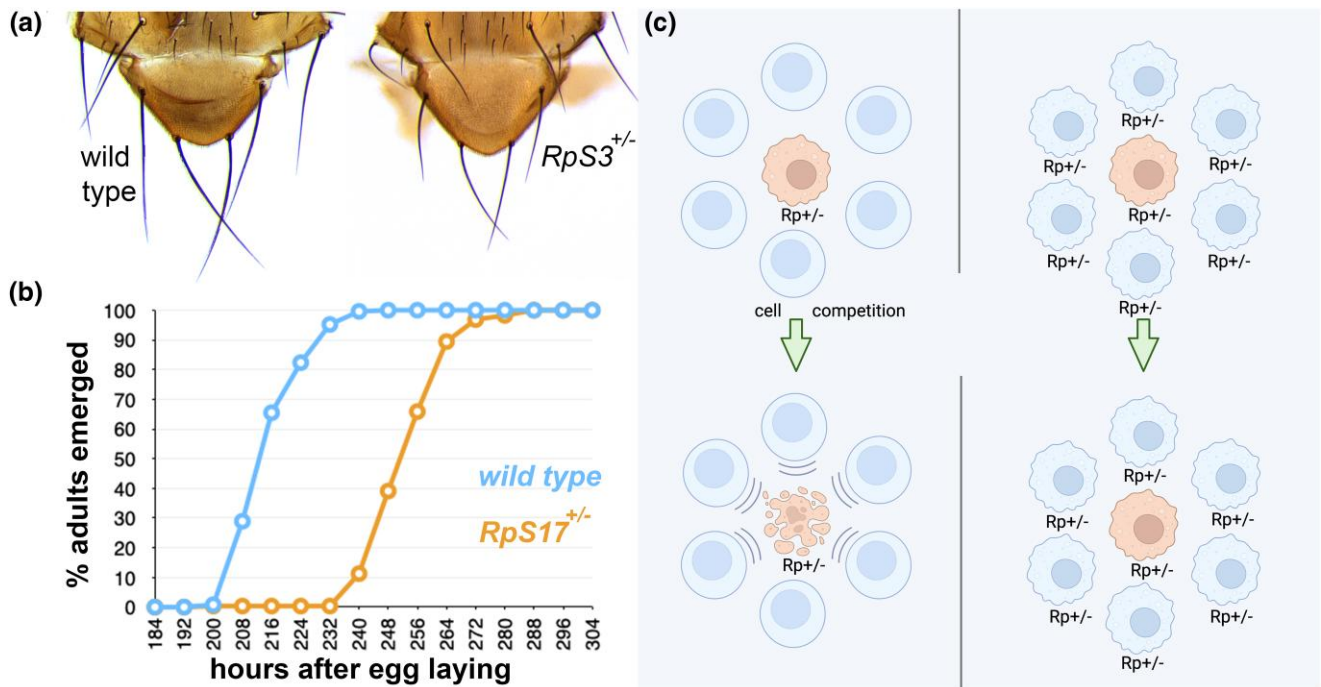 (a)
wild
type
RpS3+/-
(b)
100
90
80
70
60
50
40
30
20
10
0
% adults emerged
wild type
RpS17+/-
184 192 200 208 216 224 232 240 248 256 264 272 280 288 296 304
hours after egg laying
(c)
Rp+/-
cell competition
Rp+/-
Rp+/-
Rp+/- Rp+/-
Rp+/-
Rp+/- Rp+/-
Rp+/-
Rp+/-
Rp+/- Rp+/-
Rp+/-
Rp+/- Rp+/-
Rp+/-